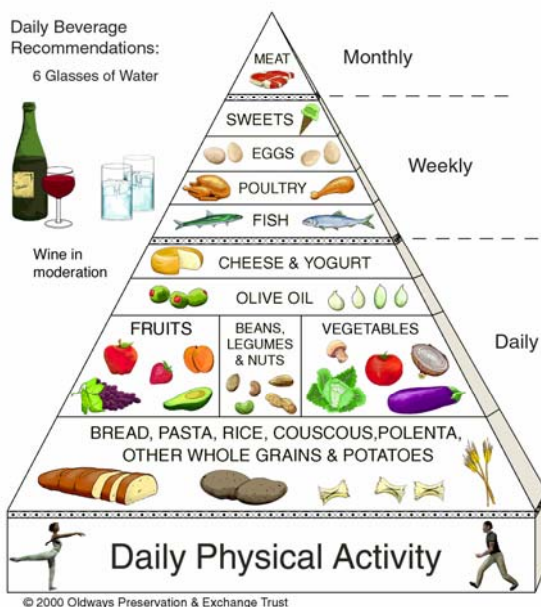 Daily Beverage
Recommendations:
6 Glasses of Water
Wine in
moderation
MEAT
Monthly
SWEETS
EGGS
Weekly
POULTRY
FISH
CHEESE & YOGURT
OLIVE OIL
FRUITS
BEANS,
LEGUMES
& NUTS
VEGETABLES
Daily
BREAD, PASTA, RICE, COUSCOUS,POLENTA,
OTHER WHOLE GRAINS & POTATOES
Daily Physical Activity
© 2000 Oldways Preservation & Exchange Trust